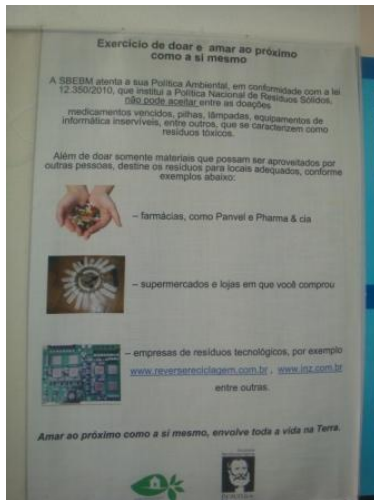 Exercício de doar e amar ao próximo
como a si mesmo
A SBEBM atenta a sua Política Ambiental, em conformidade com a lei
12.350/2010, que institui a Política Nacional de Resíduos Sólidos,
não pode aceitar entre as doações
medicamentos vencidos, pilhas, lâmpadas, equipamentos de
informática inservíveis, entre outros, que se caracterizem como
resíduos tóxicos.
Além de doar somente materiais que possam ser aproveitados por
outras pessoas, destine os resíduos para locais adequados, conforme
exemplos abaixo:
– farmácias, como Panvel e Pharma & cia
– supermercados e lojas em que você comprou
– empresas de resíduos tecnológicos, por exemplo
www.reversereciclagem.com.br , www.inz.com.br
entre outras.
Amar ao próximo como a si mesmo, envolve toda a vida na Terra.